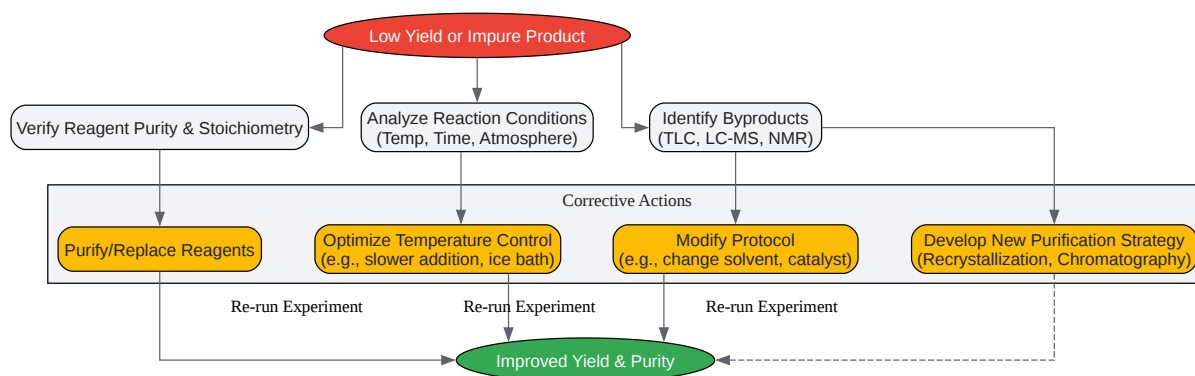 Low Yield or Impure Product
Verify Reagent Purity & Stoichiometry
Analyze Reaction Conditions
(Temp, Time, Atmosphere)
Identify Byproducts
(TLC, LC-MS, NMR)
Corrective Actions
Purify/Replace Reagents
Optimize Temperature Control
(e.g., slower addition, ice bath)
Modify Protocol
(e.g., change solvent, catalyst)
Develop New Purification Strategy
(Recrystallization, Chromatography)
Re-run Experiment
Re-run Experiment
Re-run Experiment
Improved Yield & Purity